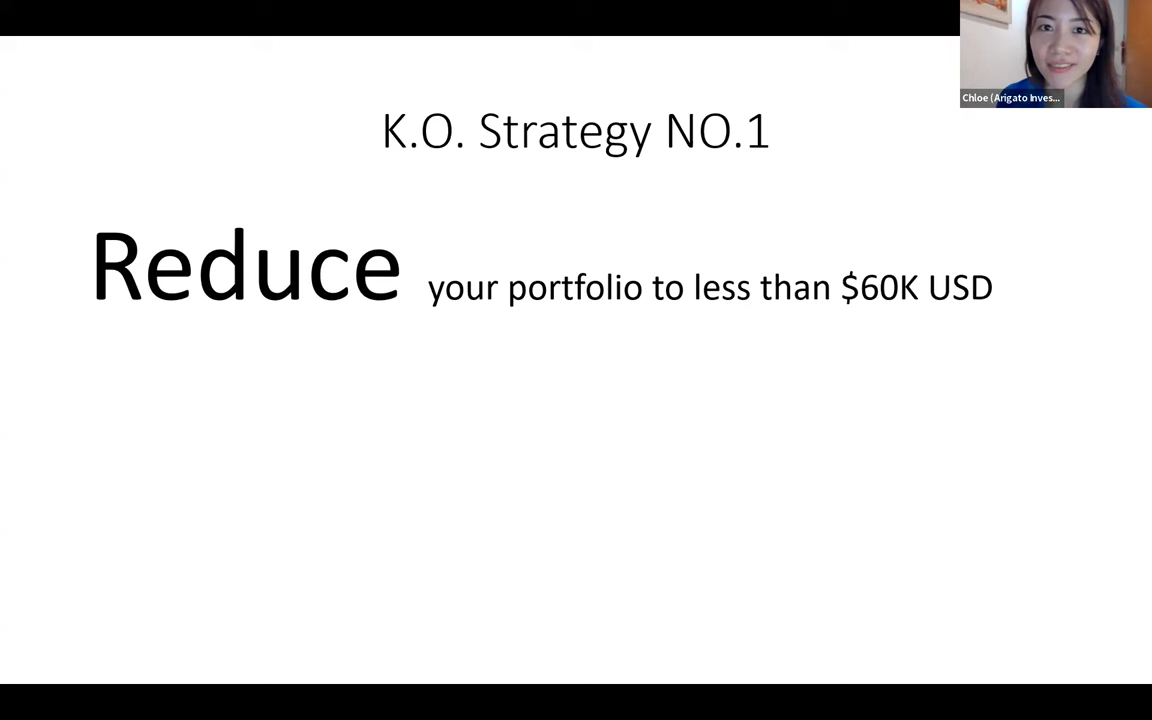 Chloe (Arigato Inves...
K.O. Strategy NO.1
Reduce your portfolio to less than $60K USD